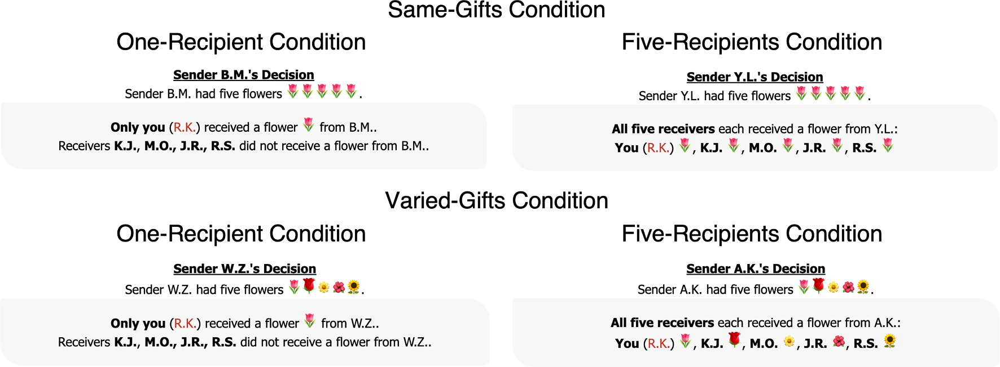 Same-Gifts Condition
One-Recipient Condition
Sender B.M.'s Decision
Sender B.M. had five flowers 🌷🌷🌷🌷🌷.
Only you (R.K.) received a flower 🌷 from B.M..
Receivers K.J., M.O., J.R., R.S. did not receive a flower from B.M..
Five-Recipients Condition
Sender Y.L.'s Decision
Sender Y.L. had five flowers 🌷🌷🌷🌷🌷.
All five receivers each received a flower from Y.L.:
You (R.K.) 🌷, K.J. 🌷, M.O. 🌷, J.R. 🌷, R.S. 🌷
Varied-Gifts Condition
One-Recipient Condition
Sender W.Z.'s Decision
Sender W.Z. had five flowers 🌷🌹🌼🌺🌻.
Only you (R.K.) received a flower 🌷 from W.Z..
Receivers K.J., M.O., J.R., R.S. did not receive a flower from W.Z..
Five-Recipients Condition
Sender A.K.'s Decision
Sender A.K. had five flowers 🌷🌹🌼🌺🌻.
All five receivers each received a flower from A.K.:
You (R.K.) 🌷, K.J. 🌹, M.O. 🌼, J.R. 🌺, R.S. 🌻